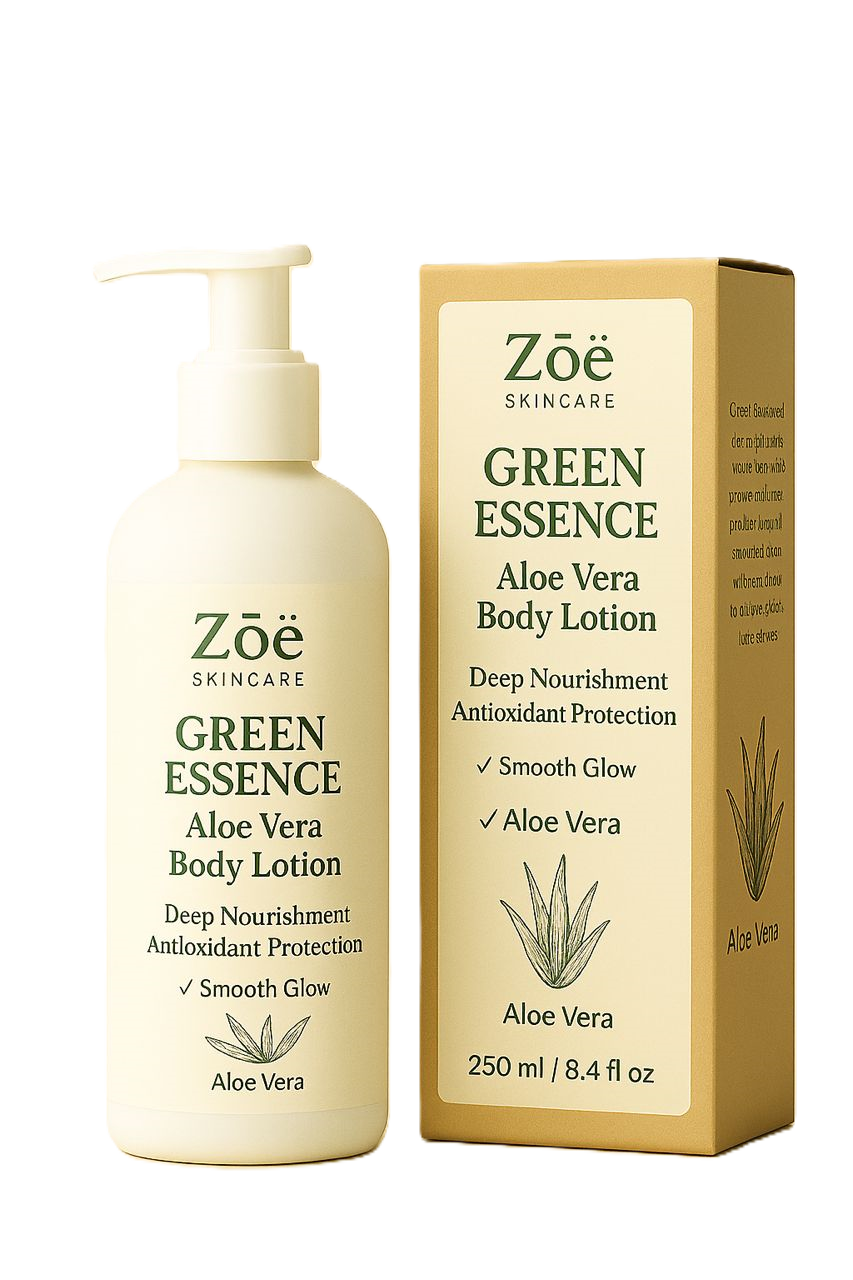 Zōë
SKINCARE
GREEN
ESSENCE
Aloe Vera
Body Lotion
Deep Nourishment
Antloxidant Protection
✓ Smooth Glow
Aloe Vera
Zōë
SKINCARE
GREEN
ESSENCE
Aloe Vera
Body Lotion
Deep Nourishment
Antioxidant Protection
✓ Smooth Glow
✓ Aloe Vera
Aloe Vera
250 ml / 8.4 fl oz
Aloe Vena